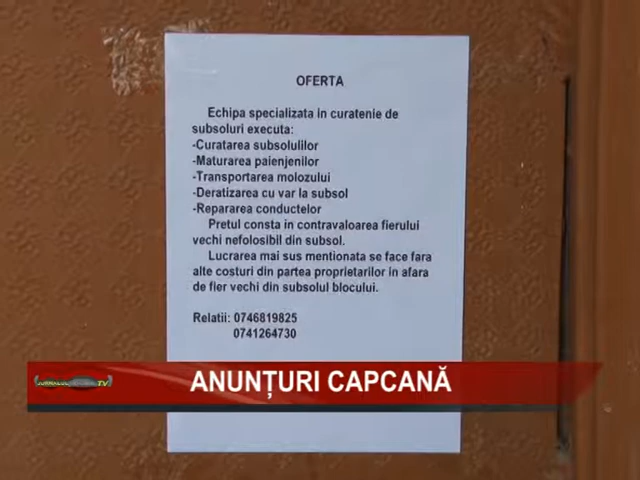 OFERTA
Echipa specializata in curatenie de
subsoluri executa:
-Curatarea subsolulilor
-Maturarea paienjenilor
-Transportarea molozului
-Deratizarea cu var la subsol
-Repararea conductelor
Pretul consta in contravaloarea fierului
vechi nefolosibil din subsol.
Lucrarea mai sus mentionata se face fara
alte costuri din partea proprietarilor in afara
de fier vechi din subsolul blocului.
Relatii: 0746819825
0741264730
JURNALUL TV
ANUNȚURI CAPCANĂ